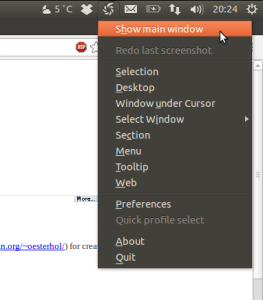 5 °C 20:24
Show main window
Redo last screenshot
ABP
Selection
Desktop
Window under Cursor
Select Window
Section
Menu
Tooltip
Web
More...
Preferences
Quick profile select
n.org/~oesterhol/) for crea
About
Quit